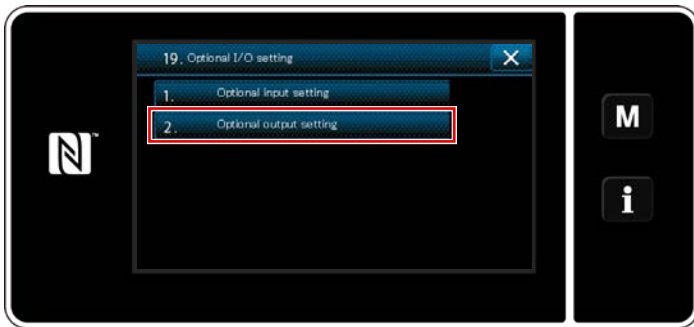 19. Optional I/O setting
1. Optional input setting
2. Optional output setting
M
i